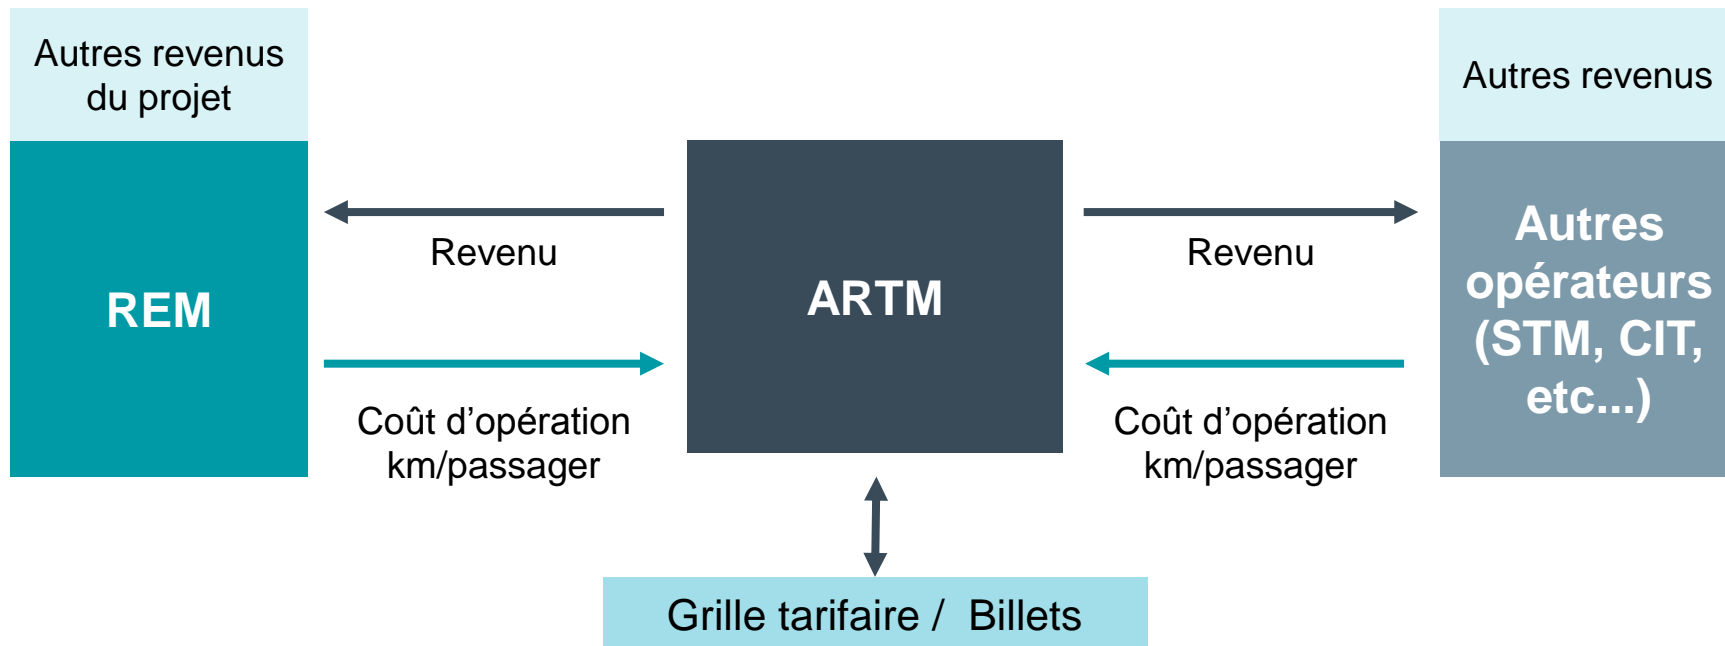 Autres revenus
du projet
REM
Revenu
Coût d’opération
km/passager
ARTM
Grille tarifaire /  Billets
Revenu
Coût d’opération
km/passager
Autres revenus
Autres
opérateurs
(STM, CIT,
etc...)